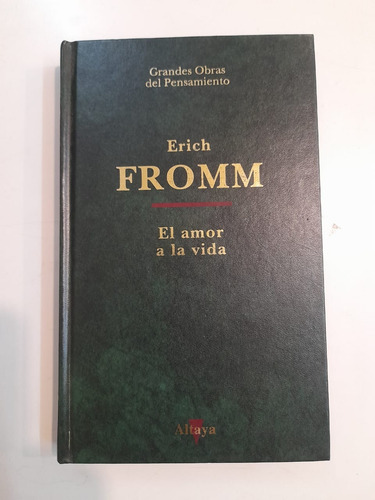 Grandes Obras
del Pensamiento
Erich
FROMM
El amor
a la vida
Altaya